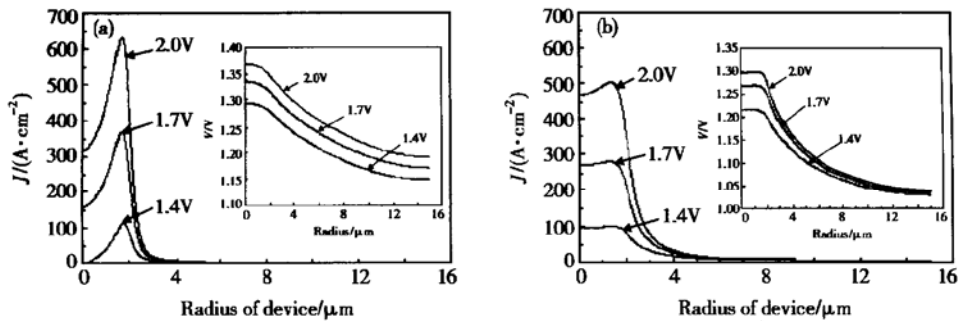 (a)
J/(A·cm⁻²)
700
600
500
400
300
200
100
0
2.0V
1.7V
1.4V
0 4 8 12 16
Radius of device/μm
V/V
1.40
1.35
1.30
1.25
1.20
1.15
1.10
2.0V
1.7V
1.4V
0 4 8 12 16
Radius/μm
(b)
J/(A·cm⁻²)
700
600
500
400
300
200
100
0
2.0V
1.7V
1.4V
0 4 8 12 16
Radius of device/μm
V/V
1.35
1.30
1.25
1.20
1.15
1.10
1.05
1.00
2.0V
1.7V
1.4V
0 4 8 12 16
Radius/μm